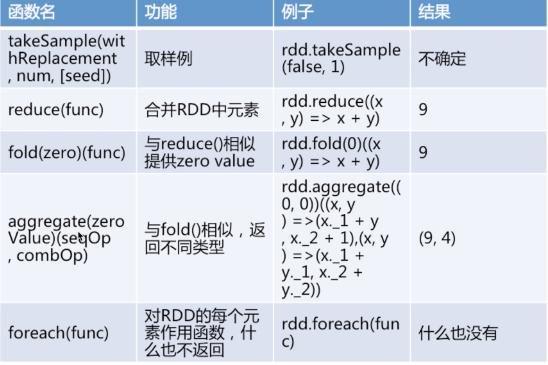 函数名 功能 例子 结果
takeSample(wit
hReplacement
, num, [seed])
取样例
rdd.takeSample
(false, 1)
不确定
reduce(func)
合并RDD中元素
rdd.reduce((x
, y) => x + y)
9
fold(zero)(func)
与reduce()相似
提供zero value
rdd.fold(0)((x
, y) => x + y)
9
aggregate(zero
Value)(seqOp
, combOp)
与fold()相似，返
回不同类型
rdd.aggregate((
0, 0))((x, y
) =>(x._1 + y
, x._2 + 1),(x, y
) =>(x._1 +
y._1, x._2 +
y._2))
(9, 4)
foreach(func)
对RDD的每个元
素作用函数，什
么也不返回
rdd.foreach(fun
c)
什么也没有